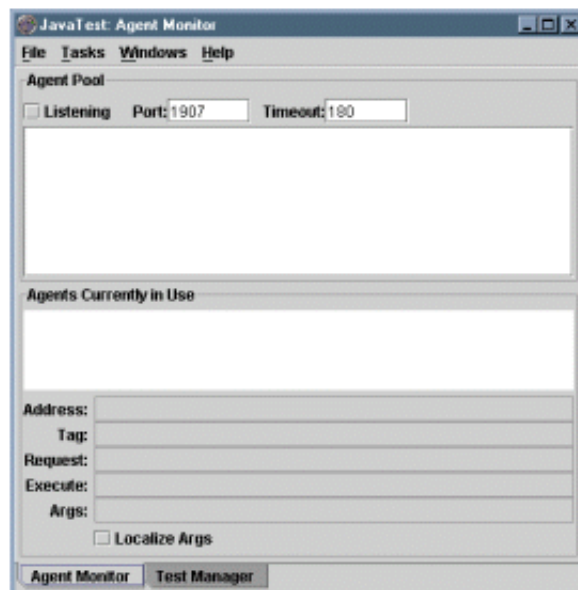 JavaTest: Agent Monitor
File Tasks Windows Help
Agent Pool
Listening Port: 1907 Timeout: 180
Agents Currently in Use
Address:
Tag:
Request:
Execute:
Args:
Localize Args
Agent Monitor Test Manager